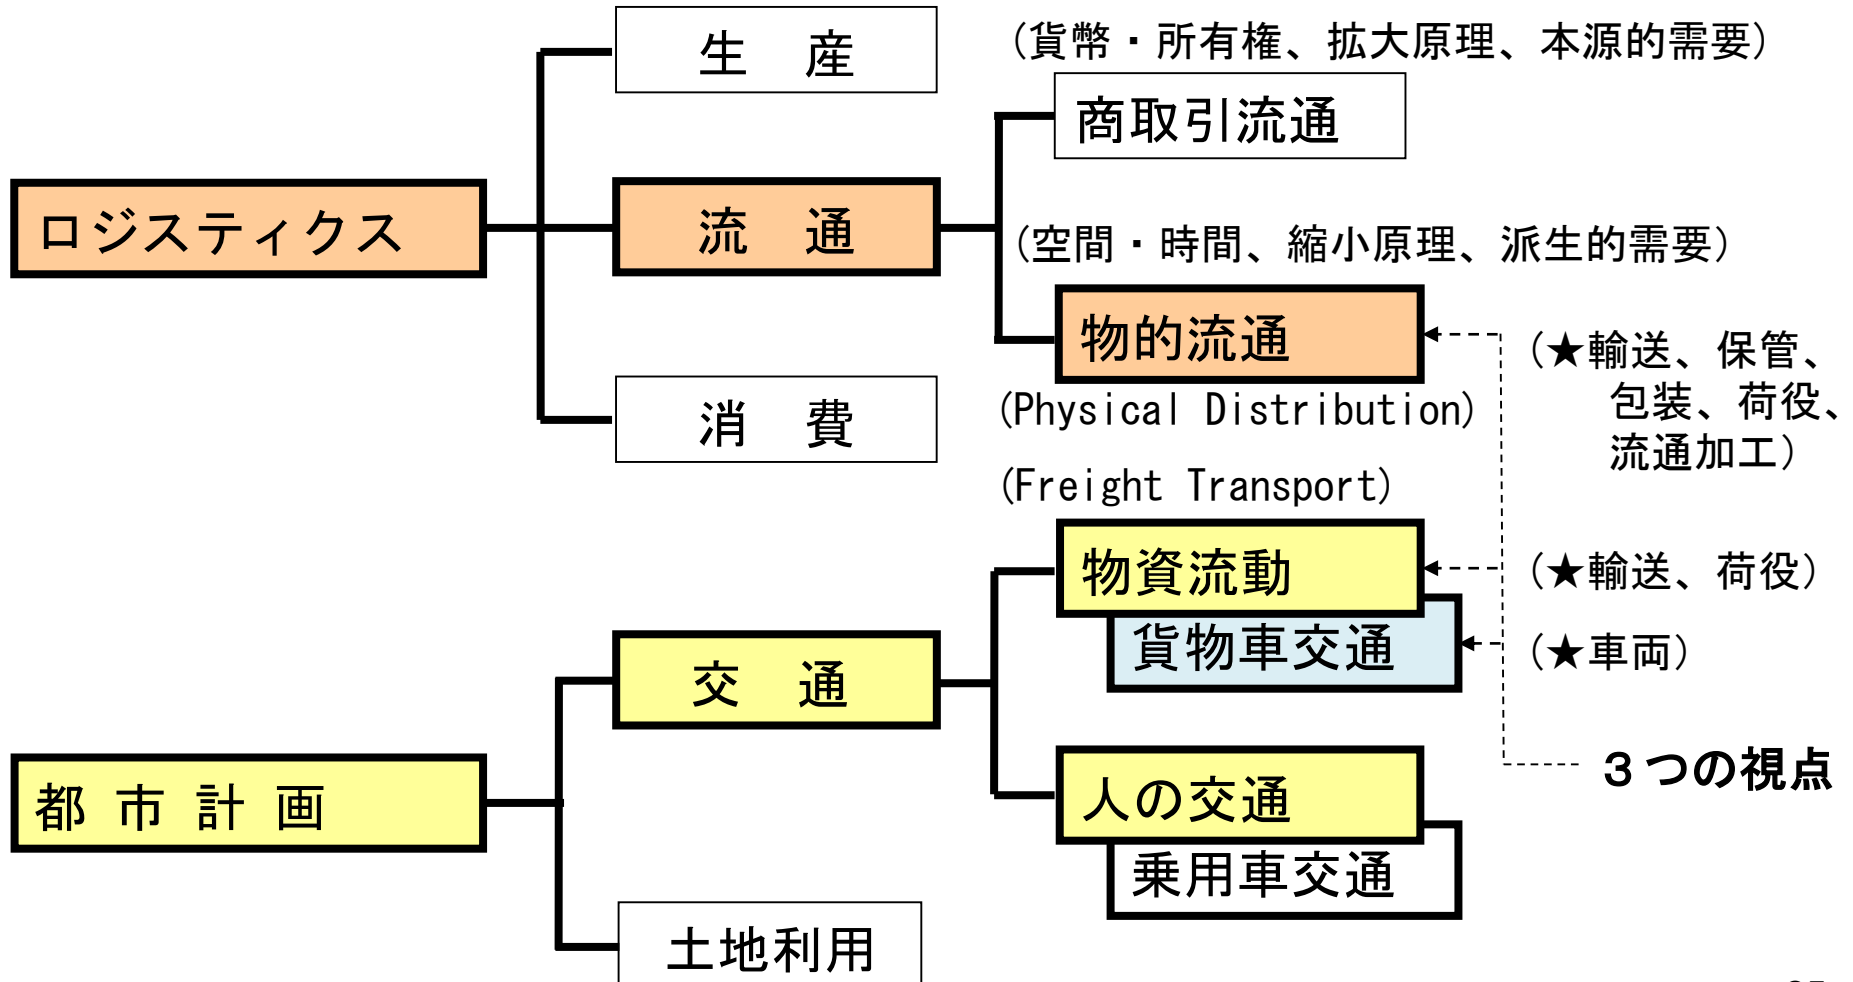 生　産
（貨幣・所有権、拡大原理、本源的需要）
商取引流通
ロジスティクス
流　通
（空間・時間、縮小原理、派生的需要）
物的流通
（★輸送、保管、
包装、荷役、
流通加工）
消　費
(Physical Distribution)
(Freight Transport)
物資流動
（★輸送、荷役）
貨物車交通
（★車両）
交　通
３つの視点
都 市 計 画
人の交通
乗用車交通
土地利用